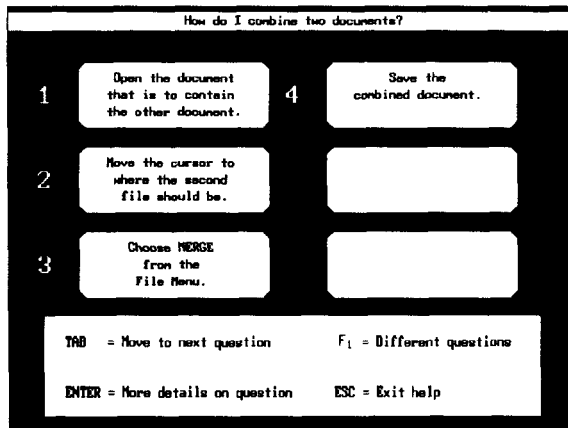 How do I combine two documents?
1
Open the document
that is to contain
the other document.
2
Move the cursor to
where the second
file should be.
3
Choose MERGE
from the
File Menu.
4
Save the
combined document.
TAB = Move to next question
F1 = Different questions
ENTER = More details on question
ESC = Exit help